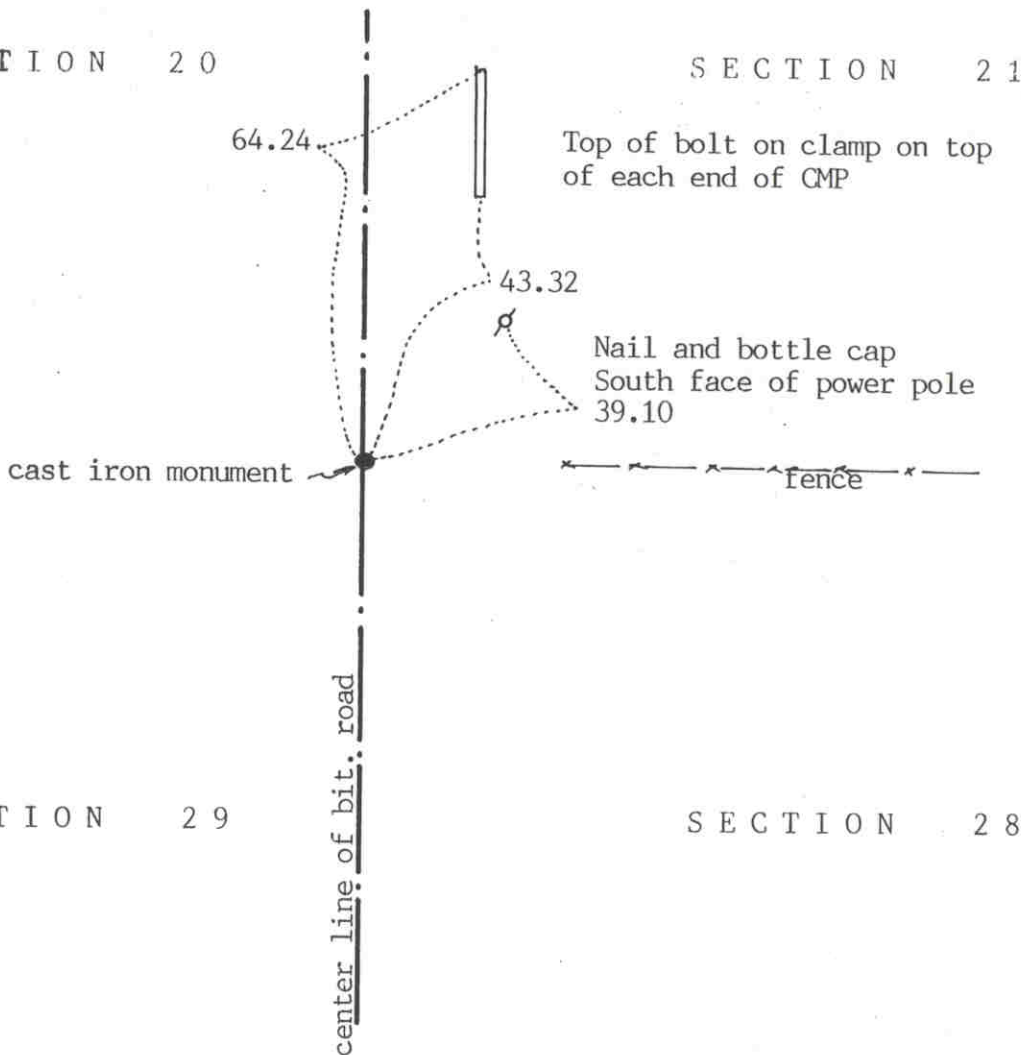 TION 20
SECTION 21
64.24
Top of bolt on clamp on top
of each end of CMP
43.32
Nail and bottle cap
South face of power pole
39.10
cast iron monument
fence
center line of bit. road
TION 29
SECTION 28